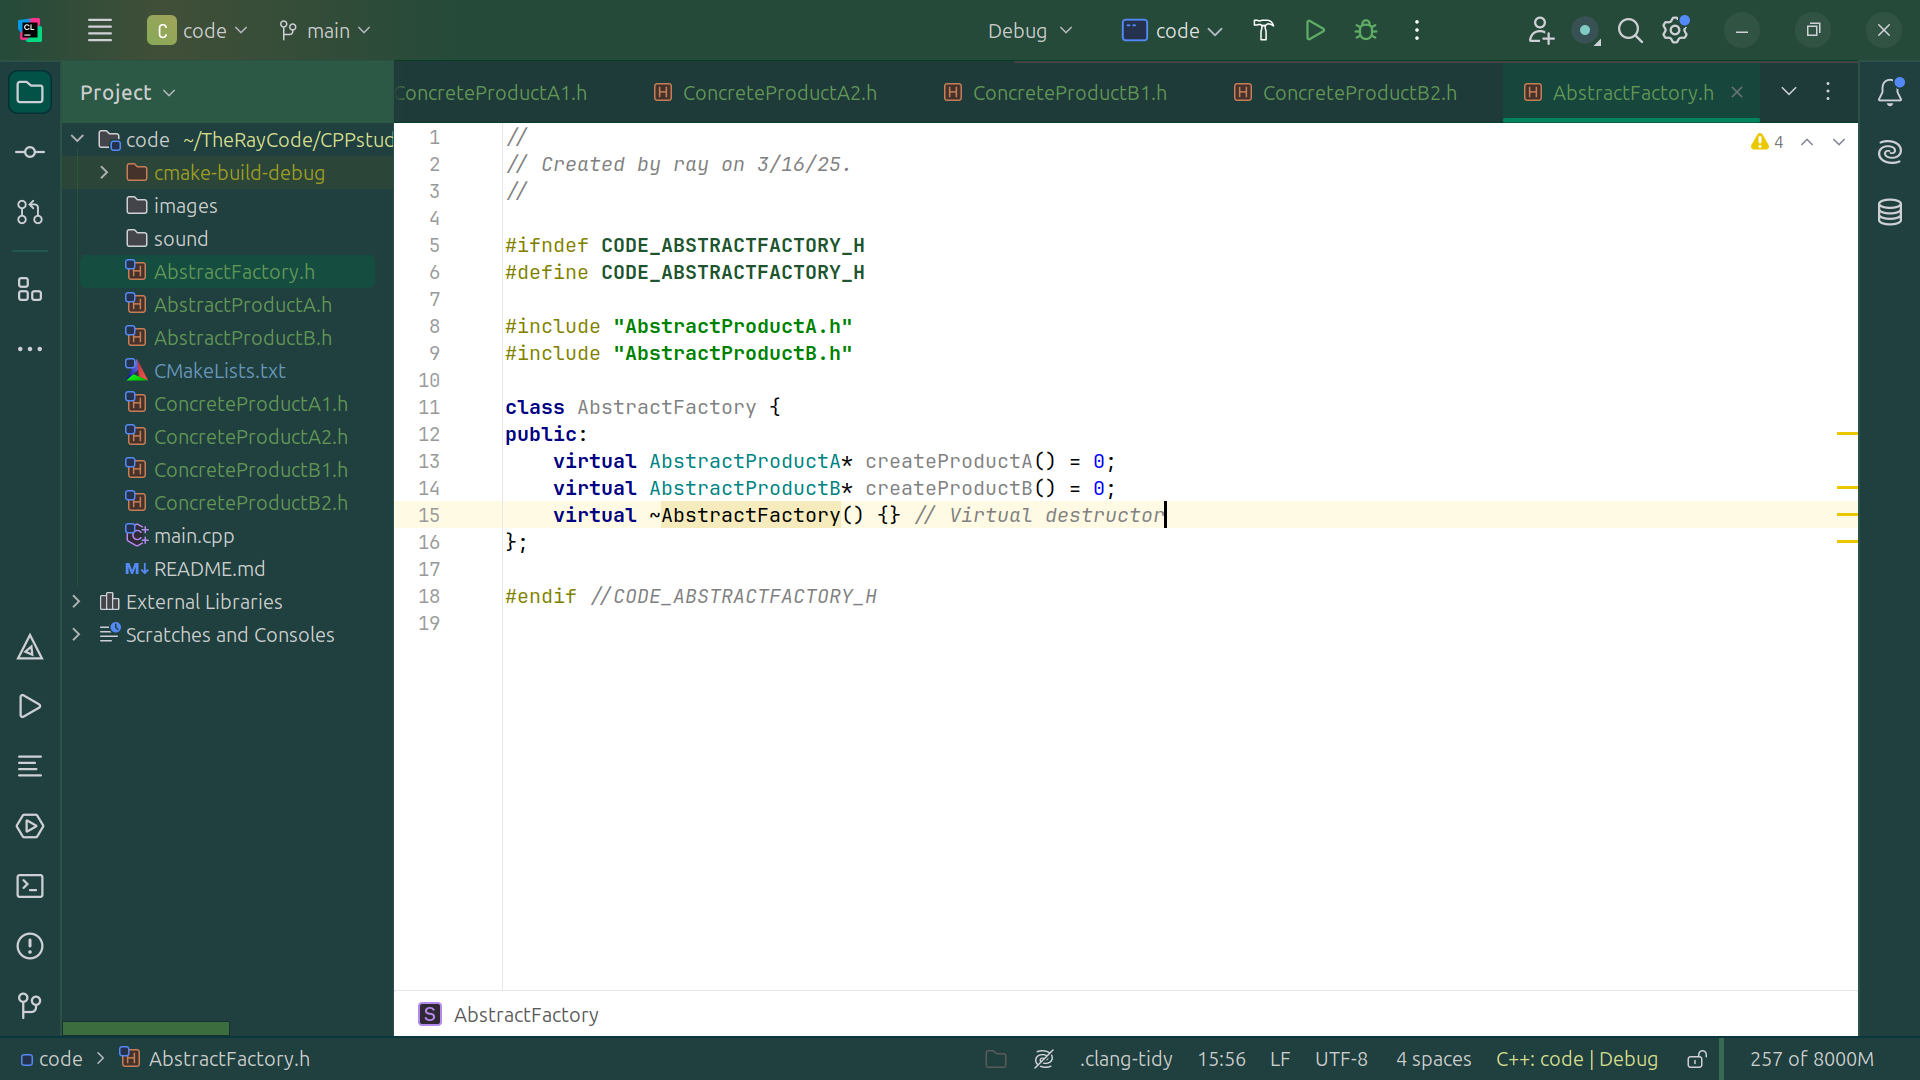 CL
C code main Debug code
Project
ConcreteProductA1.h ConcreteProductA2.h ConcreteProductB1.h ConcreteProductB2.h AbstractFactory.h
code ~/TheRayCode/CPPstud
cmake-build-debug
images
sound
AbstractFactory.h
AbstractProductA.h
AbstractProductB.h
CMakeLists.txt
ConcreteProductA1.h
ConcreteProductA2.h
ConcreteProductB1.h
ConcreteProductB2.h
main.cpp
README.md
External Libraries
Scratches and Consoles
4
1 //
2 // Created by ray on 3/16/25.
3 //
4
5 #ifndef CODE_ABSTRACTFACTORY_H
6 #define CODE_ABSTRACTFACTORY_H
7
8 #include "AbstractProductA.h"
9 #include "AbstractProductB.h"
10
11 class AbstractFactory {
12 public:
13     virtual AbstractProductA* createProductA() = 0;
14     virtual AbstractProductB* createProductB() = 0;
15     virtual ~AbstractFactory() {} // Virtual destructor
16 };
17
18 #endif //CODE_ABSTRACTFACTORY_H
19
S AbstractFactory
code > AbstractFactory.h .clang-tidy 15:56 LF UTF-8 4 spaces C++: code | Debug 257 of 8000M